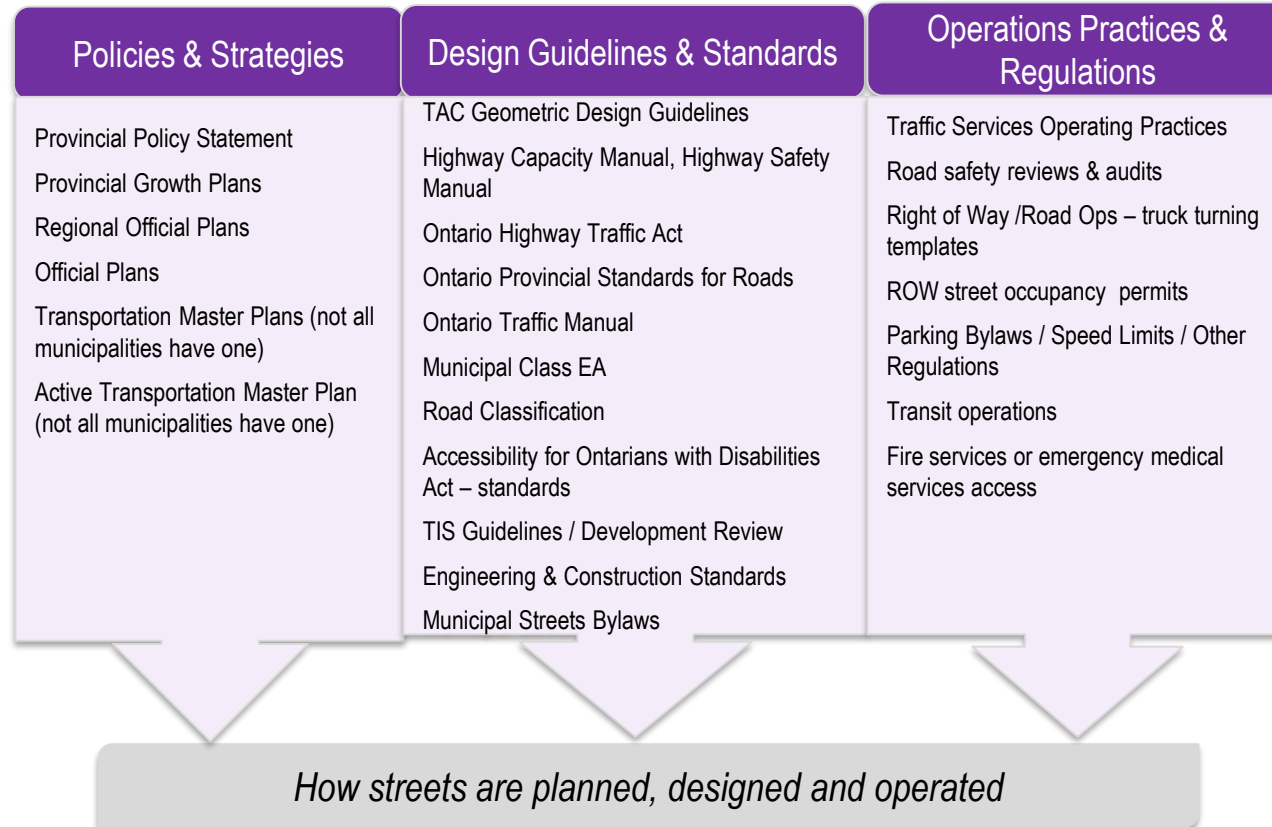 Policies & Strategies
Provincial Policy Statement
Provincial Growth Plans
Regional Official Plans
Official Plans
Transportation Master Plans (not all
municipalities have one)
Active Transportation Master Plan
(not all municipalities have one)
Design Guidelines & Standards
TAC Geometric Design Guidelines
Highway Capacity Manual, Highway Safety
Manual
Ontario Highway Traffic Act
Ontario Provincial Standards for Roads
Ontario Traffic Manual
Municipal Class EA
Road Classification
Accessibility for Ontarians with Disabilities
Act – standards
TIS Guidelines / Development Review
Engineering & Construction Standards
Municipal Streets Bylaws
Operations Practices &
Regulations
Traffic Services Operating Practices
Road safety reviews & audits
Right of Way /Road Ops – truck turning
templates
ROW street occupancy  permits
Parking Bylaws / Speed Limits / Other
Regulations
Transit operations
Fire services or emergency medical
services access
How streets are planned, designed and operated